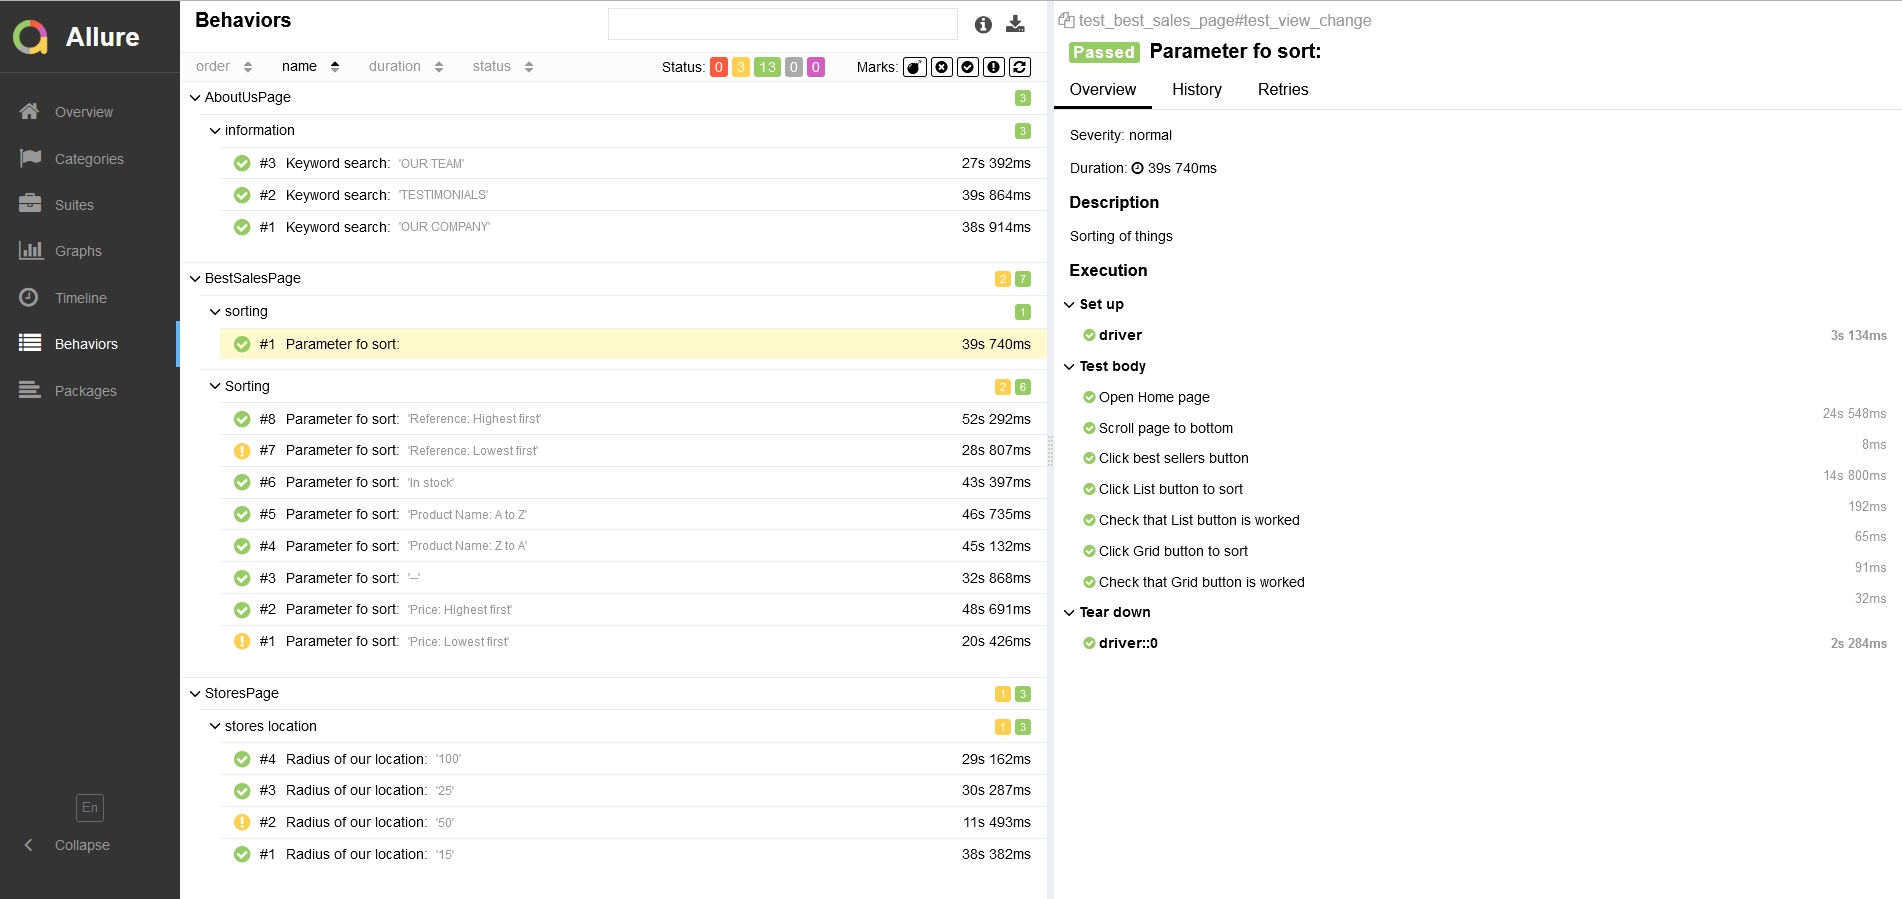 Allure
Overview
Categories
Suites
Graphs
Timeline
Behaviors
Packages
En
Collapse
Behaviors
order name duration status Status: 0 3 13 0 0 Marks:
AboutUsPage 3
information 3
#3 Keyword search: 'OUR TEAM' 27s 392ms
#2 Keyword search: 'TESTIMONIALS' 39s 864ms
#1 Keyword search: 'OUR COMPANY' 38s 914ms
BestSalesPage 2 7
sorting 1
#1 Parameter fo sort: 39s 740ms
Sorting 2 6
#8 Parameter fo sort: 'Reference: Highest first' 52s 292ms
#7 Parameter fo sort: 'Reference: Lowest first' 28s 807ms
#6 Parameter fo sort: 'In stock' 43s 397ms
#5 Parameter fo sort: 'Product Name: A to Z' 46s 735ms
#4 Parameter fo sort: 'Product Name: Z to A' 45s 132ms
#3 Parameter fo sort: '--' 32s 868ms
#2 Parameter fo sort: 'Price: Highest first' 48s 691ms
#1 Parameter fo sort: 'Price: Lowest first' 20s 426ms
StoresPage 1 3
stores location 1 3
#4 Radius of our location: '100' 29s 162ms
#3 Radius of our location: '25' 30s 287ms
#2 Radius of our location: '50' 11s 493ms
#1 Radius of our location: '15' 38s 382ms
test_best_sales_page#test_view_change
Passed Parameter fo sort:
Overview History Retries
Severity: normal
Duration: 39s 740ms
Description
Sorting of things
Execution
Set up
driver 3s 134ms
Test body
Open Home page
24s 548ms
Scroll page to bottom
8ms
Click best sellers button
14s 800ms
Click List button to sort
192ms
Check that List button is worked
65ms
Click Grid button to sort
91ms
Check that Grid button is worked
32ms
Tear down
driver::0 2s 284ms